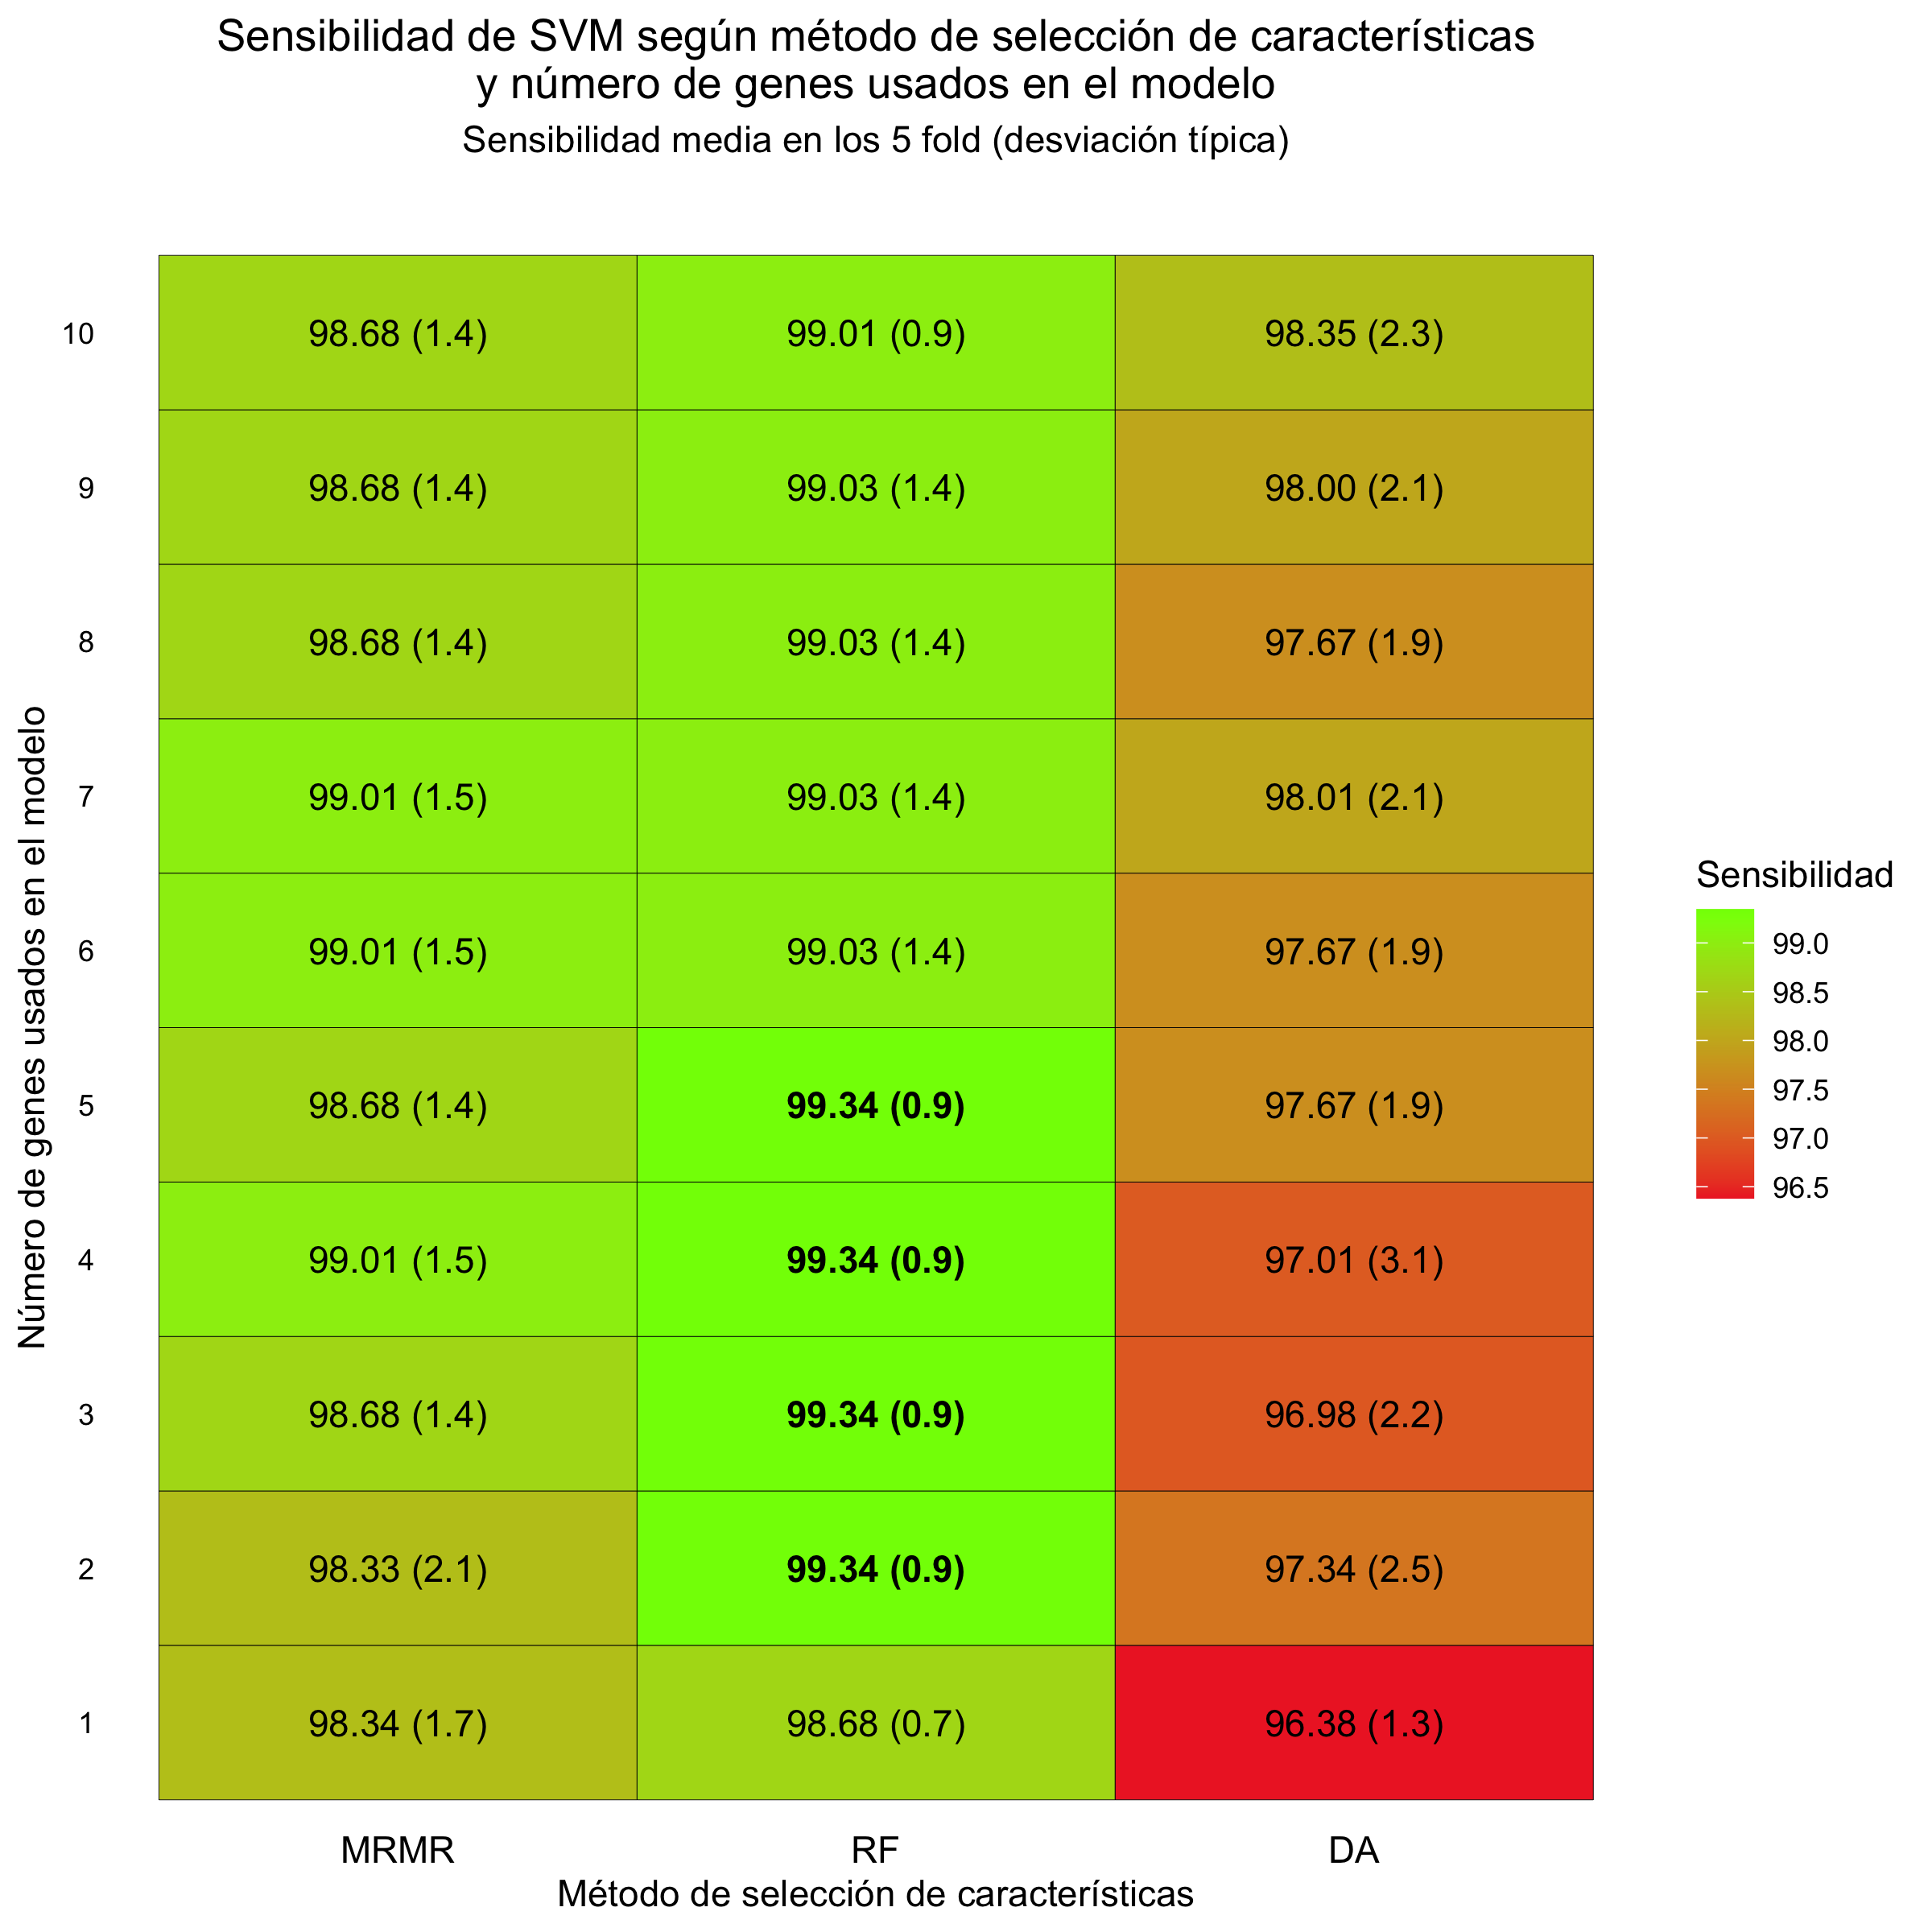 Sensibilidad de SVM según método de selección de características
y número de genes usados en el modelo
Sensibilidad media en los 5 fold (desviación típica)
10 98.68 (1.4) 99.01 (0.9) 98.35 (2.3)
9 98.68 (1.4) 99.03 (1.4) 98.00 (2.1)
8 98.68 (1.4) 99.03 (1.4) 97.67 (1.9)
7 99.01 (1.5) 99.03 (1.4) 98.01 (2.1)
6 99.01 (1.5) 99.03 (1.4) 97.67 (1.9)
5 98.68 (1.4) 99.34 (0.9) 97.67 (1.9)
4 99.01 (1.5) 99.34 (0.9) 97.01 (3.1)
3 98.68 (1.4) 99.34 (0.9) 96.98 (2.2)
2 98.33 (2.1) 99.34 (0.9) 97.34 (2.5)
1 98.34 (1.7) 98.68 (0.7) 96.38 (1.3)
MRMR RF DA
Método de selección de características
Número de genes usados en el modelo
Sensibilidad
99.0
98.5
98.0
97.5
97.0
96.5